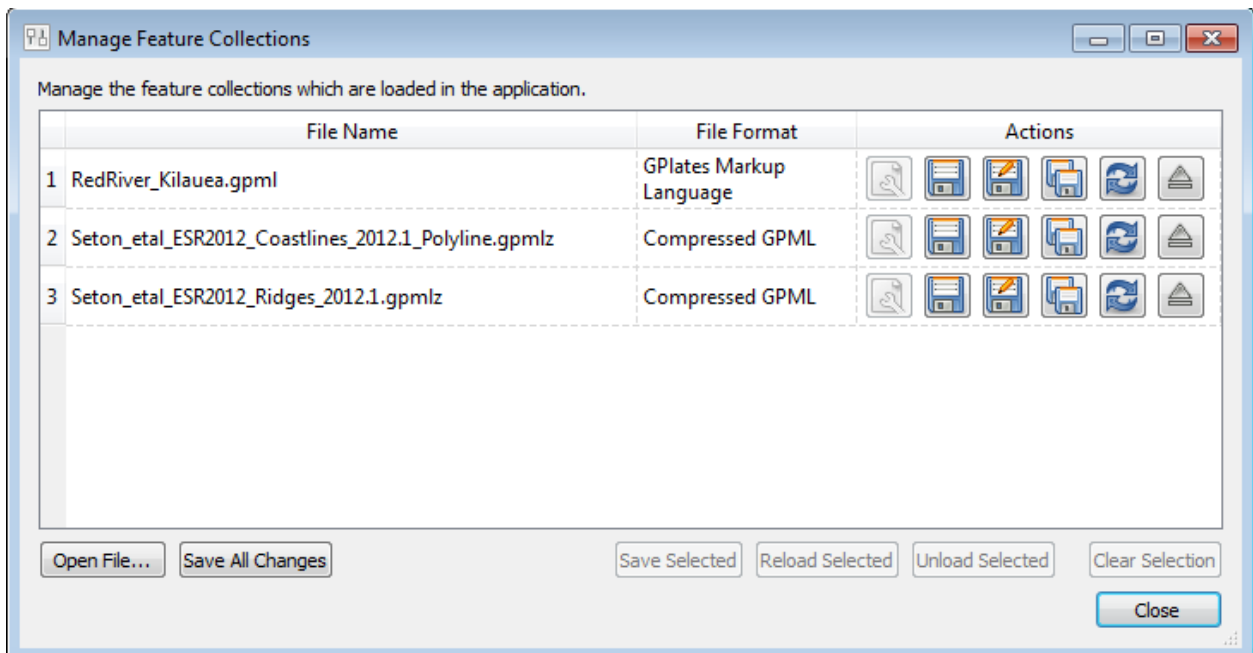 Manage Feature Collections
Manage the feature collections which are loaded in the application.
File Name File Format Actions
1 RedRiver_Kilauea.gpml GPlates Markup
Language
2 Seton_etal_ESR2012_Coastlines_2012.1_Polyline.gpmlz Compressed GPML
3 Seton_etal_ESR2012_Ridges_2012.1.gpmlz Compressed GPML
Open File... Save All Changes Save Selected Reload Selected Unload Selected Clear Selection
Close